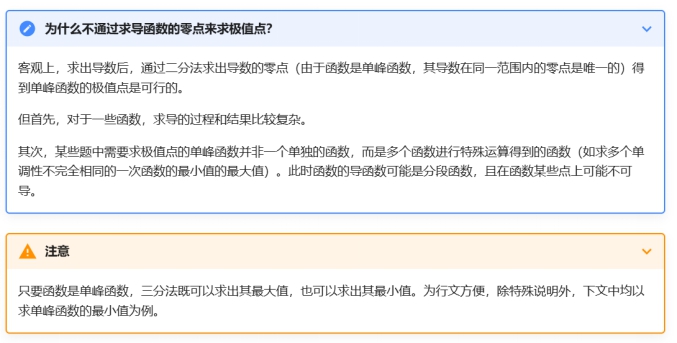 为什么不通过求导函数的零点来求极值点？
客观上，求出导数后，通过二分法求出导数的零点（由于函数是单峰函数，其导数在同一范围内的零点是唯一的）得
到单峰函数的极值点是可行的。
但首先，对于一些函数，求导的过程和结果比较复杂。
其次，某些题中需要求极值点的单峰函数并非一个单独的函数，而是多个函数进行特殊运算得到的函数（如求多个单
调性不完全相同的一次函数的最小值的最大值）。此时函数的导函数可能是分段函数，且在函数某些点上可能不可
导。
注意
只要函数是单峰函数，三分法既可以求出其最大值，也可以求出其最小值。为行文方便，除特殊说明外，下文中均以
求单峰函数的最小值为例。